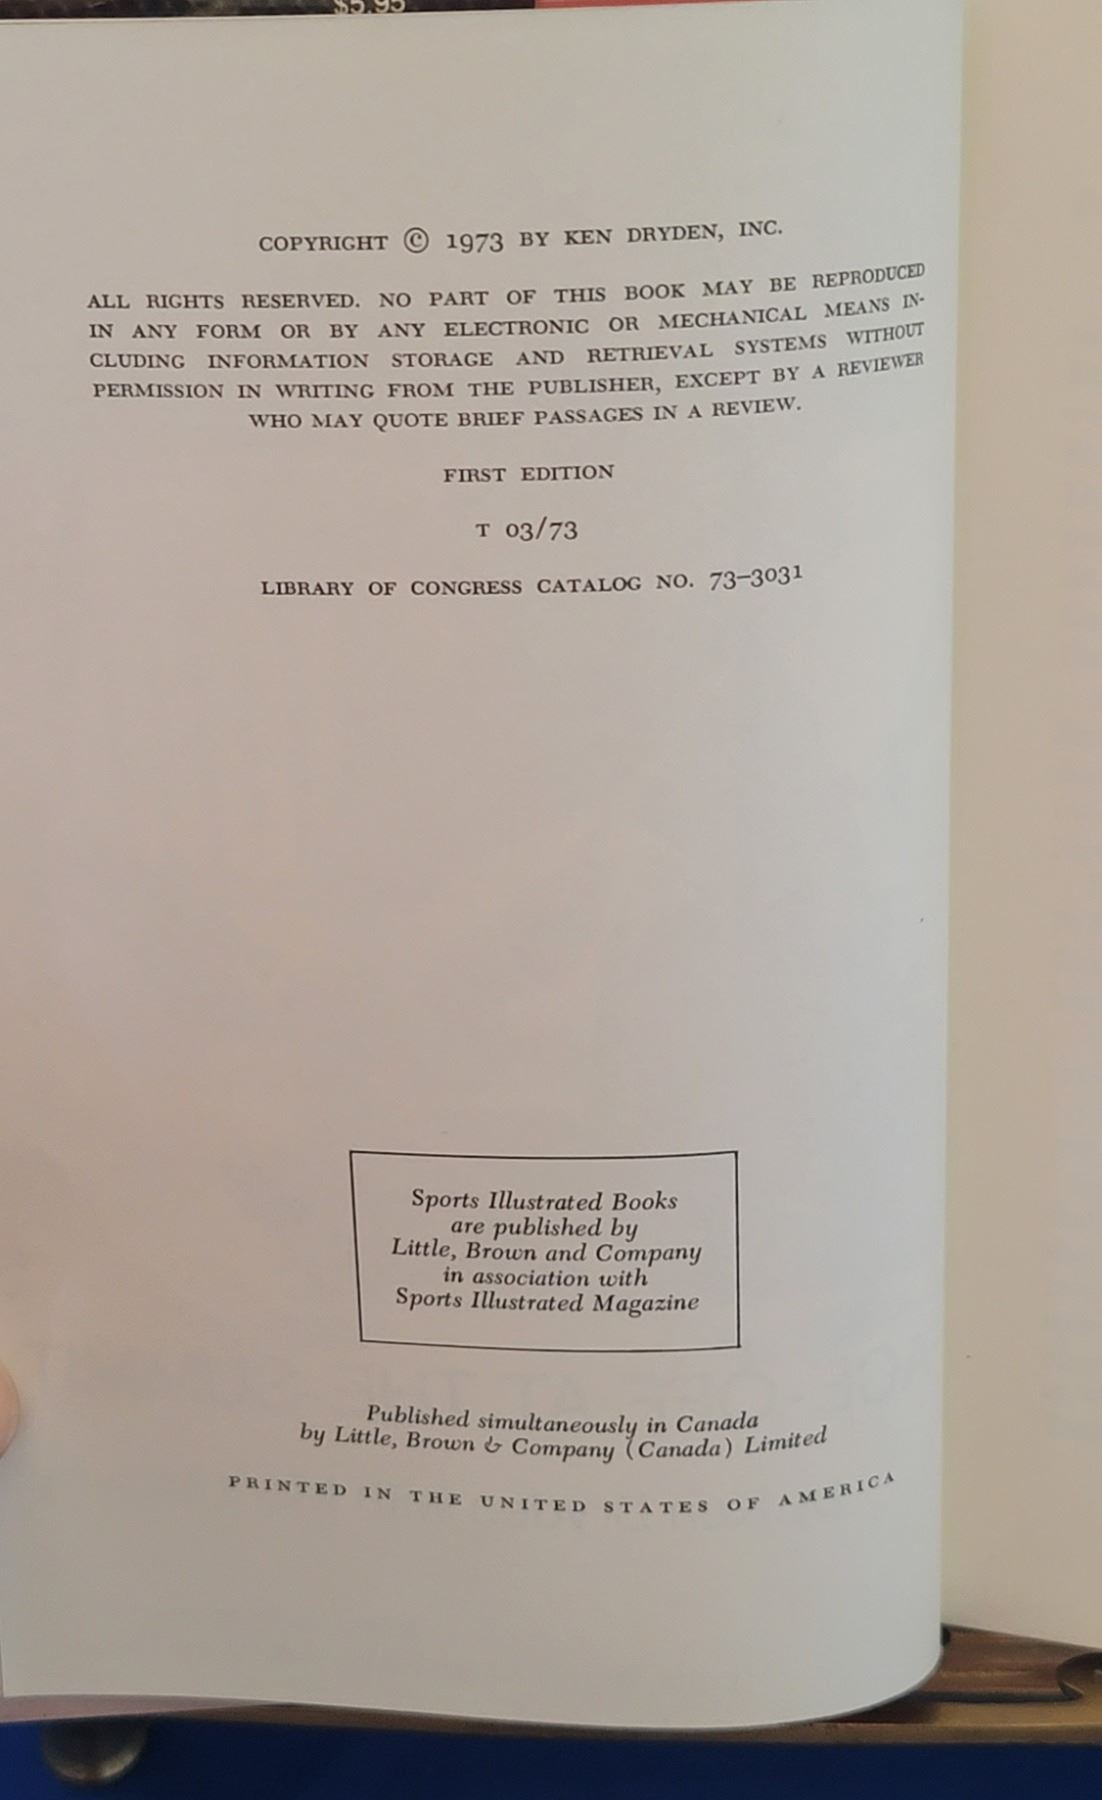 $5.95
COPYRIGHT © 1973 BY KEN DRYDEN, INC.
ALL RIGHTS RESERVED. NO PART OF THIS BOOK MAY BE REPRODUCED
IN ANY FORM OR BY ANY ELECTRONIC OR MECHANICAL MEANS IN-
CLUDING INFORMATION STORAGE AND RETRIEVAL SYSTEMS WITHOUT
PERMISSION IN WRITING FROM THE PUBLISHER, EXCEPT BY A REVIEWER
WHO MAY QUOTE BRIEF PASSAGES IN A REVIEW.
FIRST EDITION
T 03/73
LIBRARY OF CONGRESS CATALOG NO. 73–3031
Sports Illustrated Books
are published by
Little, Brown and Company
in association with
Sports Illustrated Magazine
Published simultaneously in Canada
by Little, Brown & Company (Canada) Limited
PRINTED IN THE UNITED STATES OF AMERICA